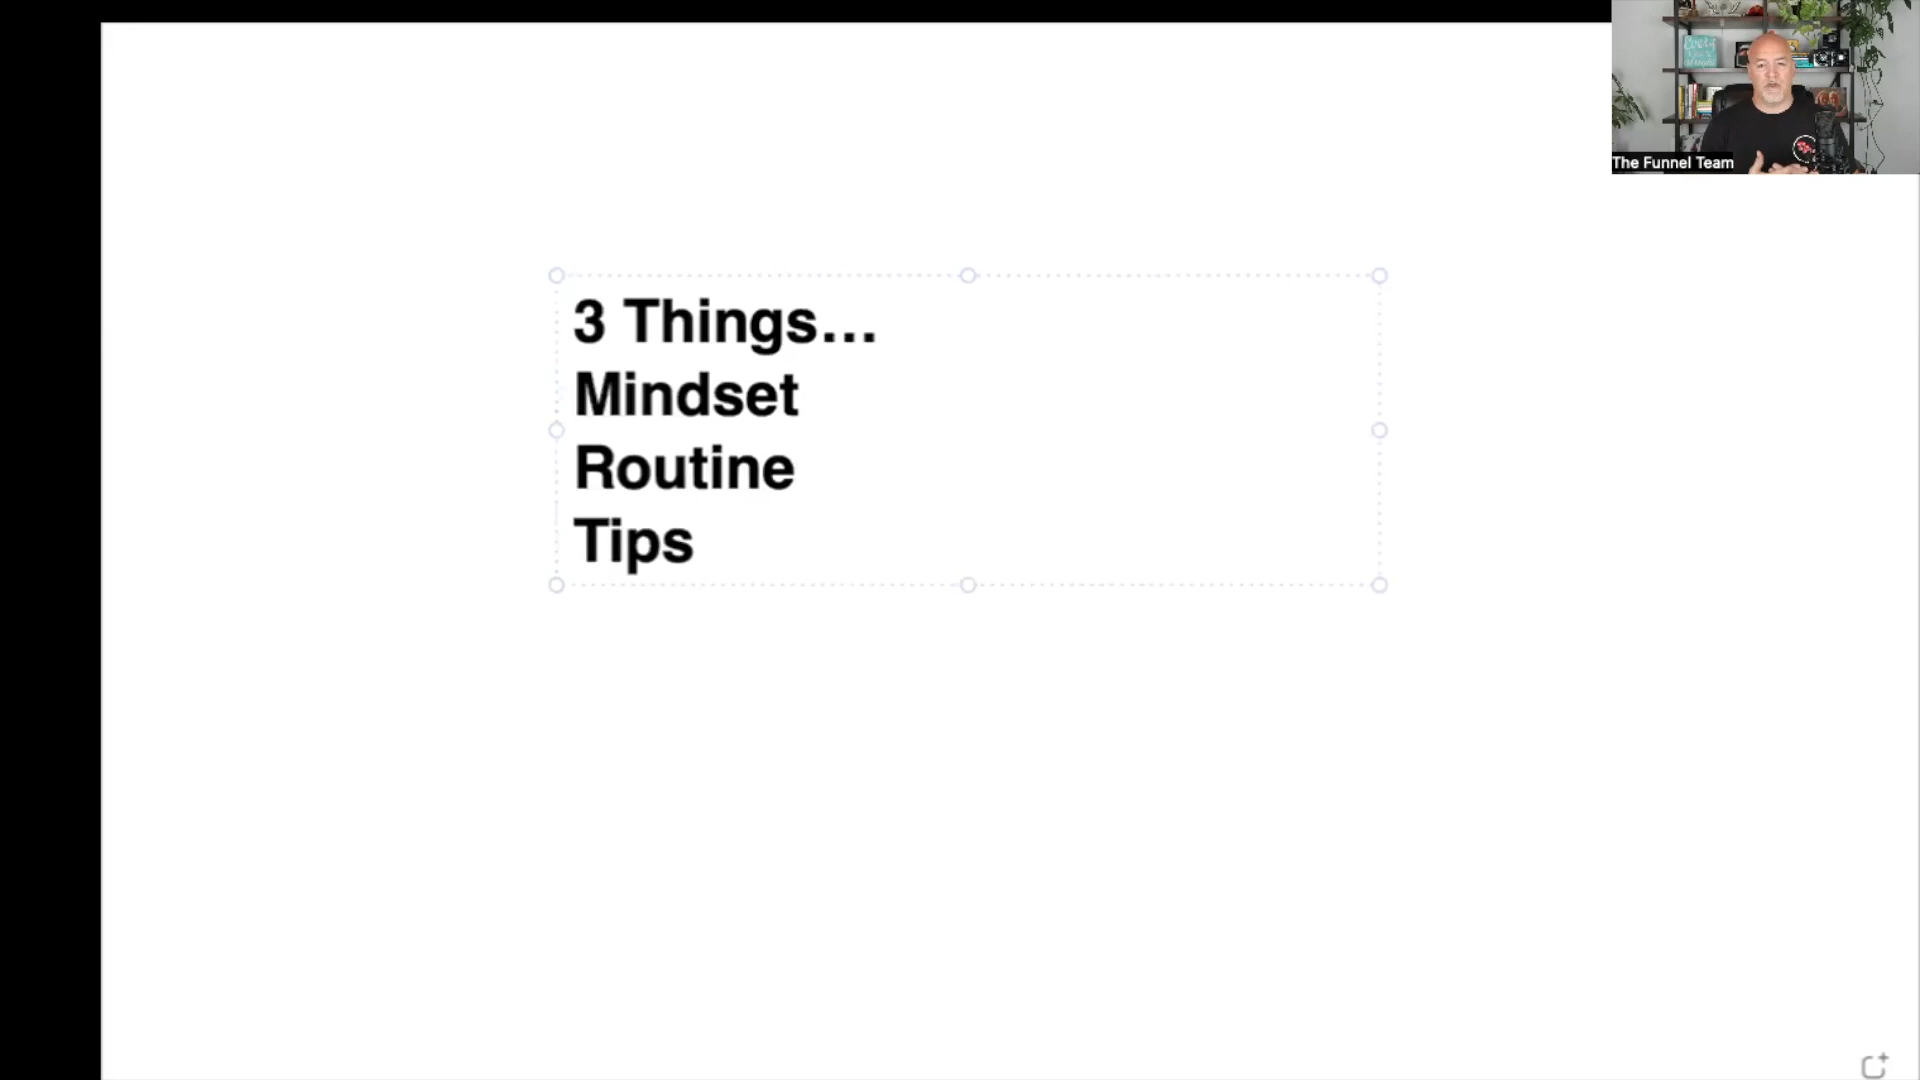 The Funnel Team
3 Things...
Mindset
Routine
Tips